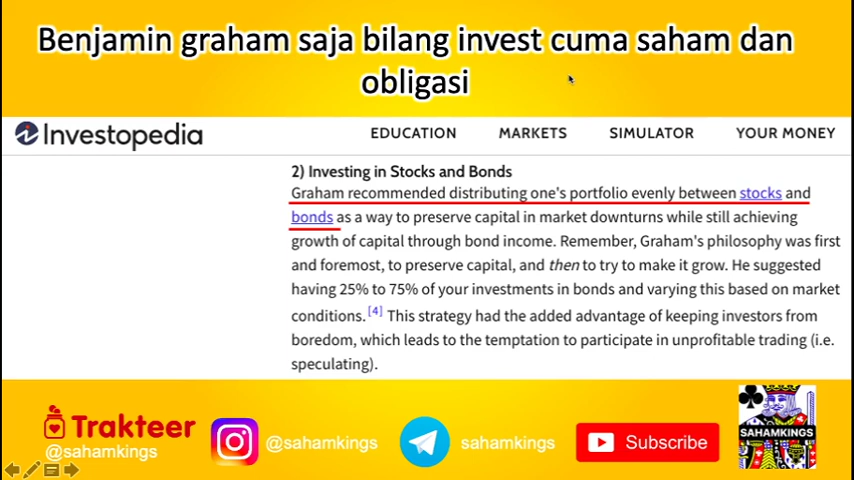 Benjamin graham saja bilang invest cuma saham dan
obligasi
Investopedia
EDUCATION MARKETS SIMULATOR YOUR MONEY
2) Investing in Stocks and Bonds
Graham recommended distributing one's portfolio evenly between stocks and
bonds as a way to preserve capital in market downturns while still achieving
growth of capital through bond income. Remember, Graham's philosophy was first
and foremost, to preserve capital, and then to try to make it grow. He suggested
having 25% to 75% of your investments in bonds and varying this based on market
conditions.[4] This strategy had the added advantage of keeping investors from
boredom, which leads to the temptation to participate in unprofitable trading (i.e.
speculating).
Trakteer
@sahamkings
@sahamkings
sahamkings
Subscribe
SAHAMKINGS